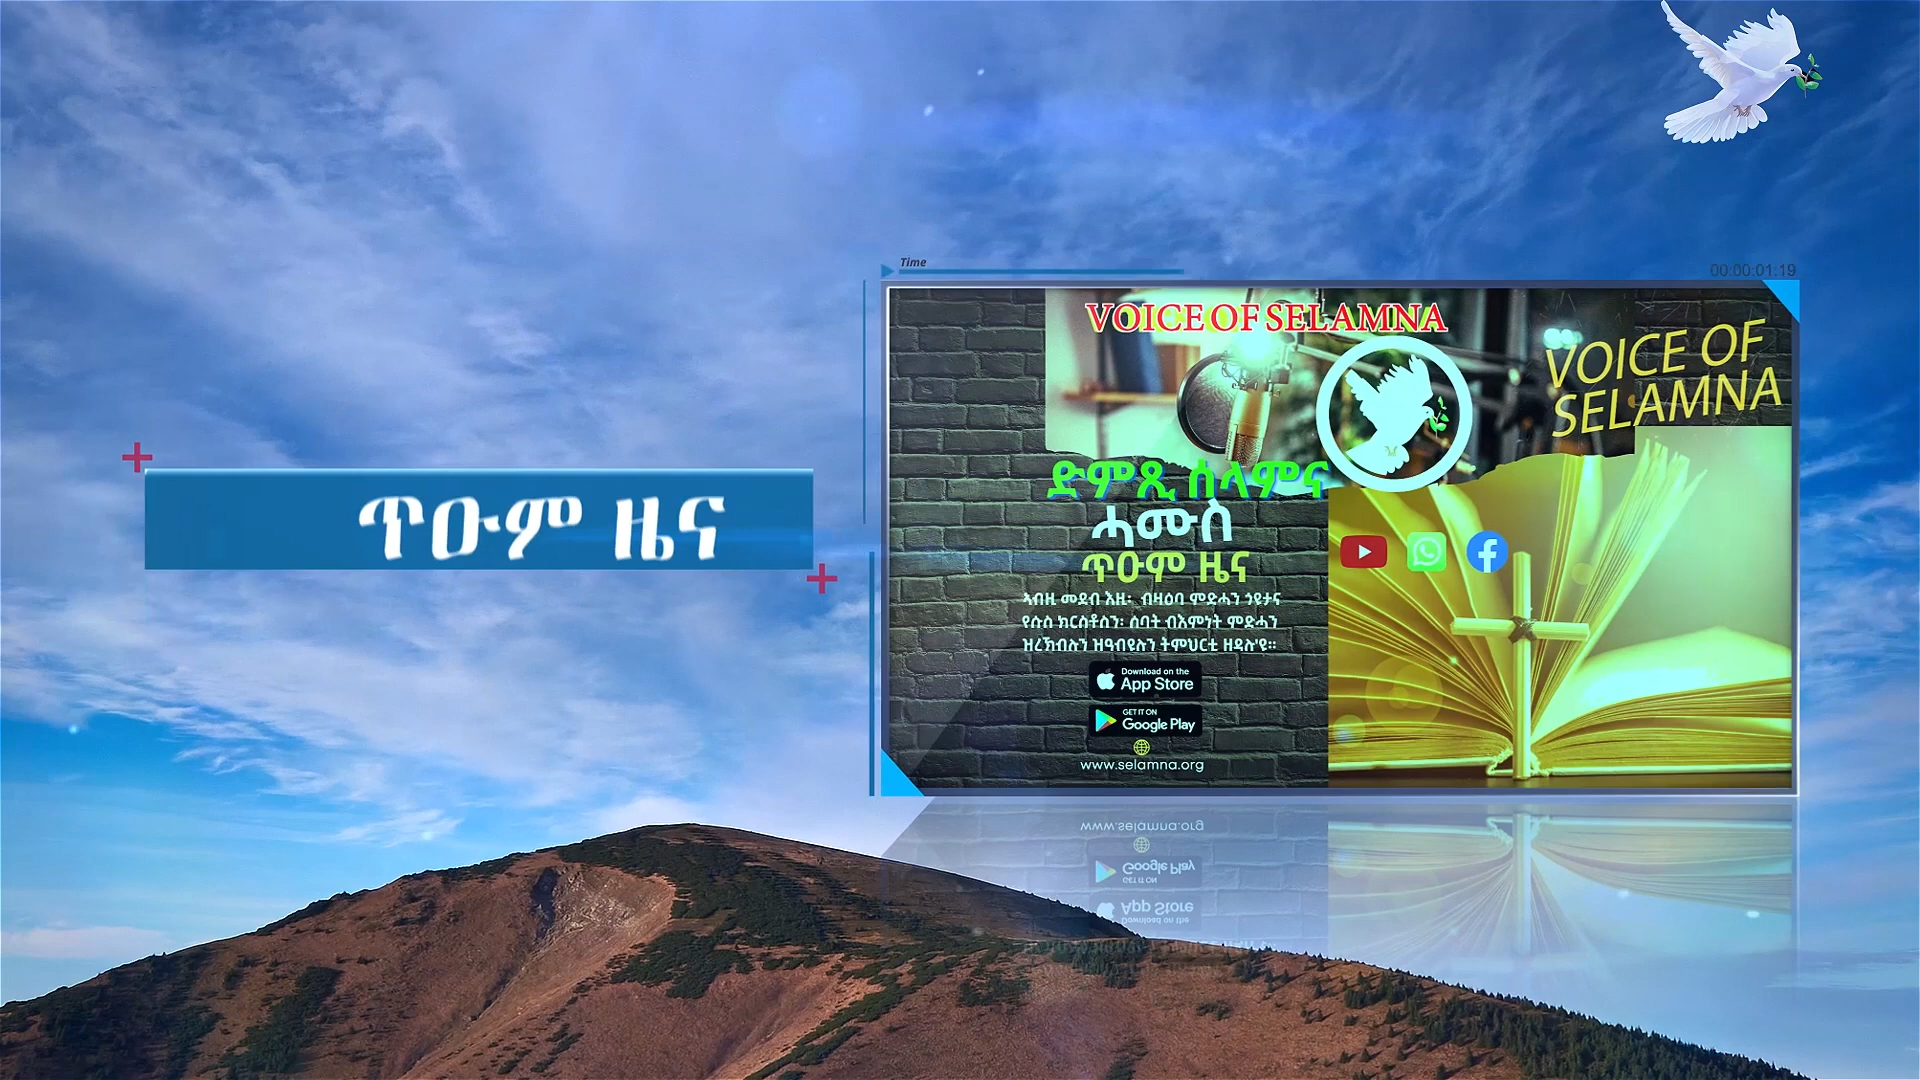 ጥዑም ዜና
Time
00:00:01:19
VOICE OF SELAMNA
VOICE OF
SELAMNA
ድምጺ ሰላምና
ሓሙስ
ጥዑም ዜና
ኣብዚ መደብ እዚ፡ ብዛዕባ ምድሓን ጎይታና
የሱስ ክርስቶስን፡ ሰባት ብእምነት ምድሓን
ዝረኽብሉን ዝዓብዩሉን ትምህርቲ ዘዳሉ'ዩ።
Download on the
App Store
GET IT ON
Google Play
www.selamna.org